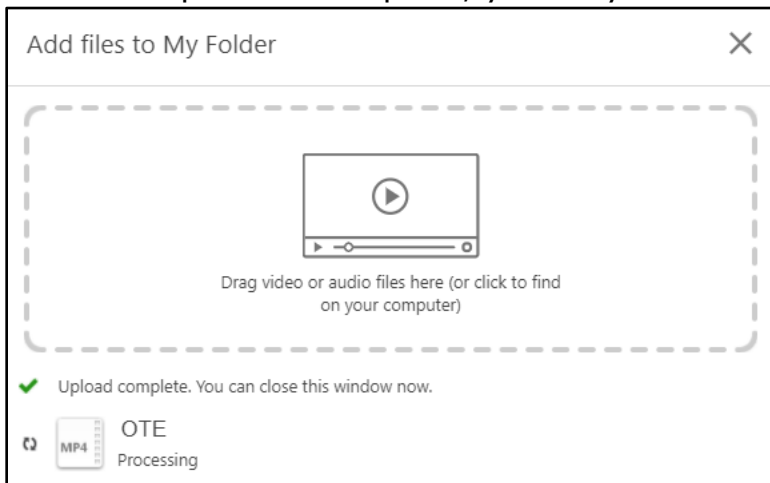 Add files to My Folder
Drag video or audio files here (or click to find
on your computer)
Upload complete. You can close this window now.
OTE
MP4
Processing